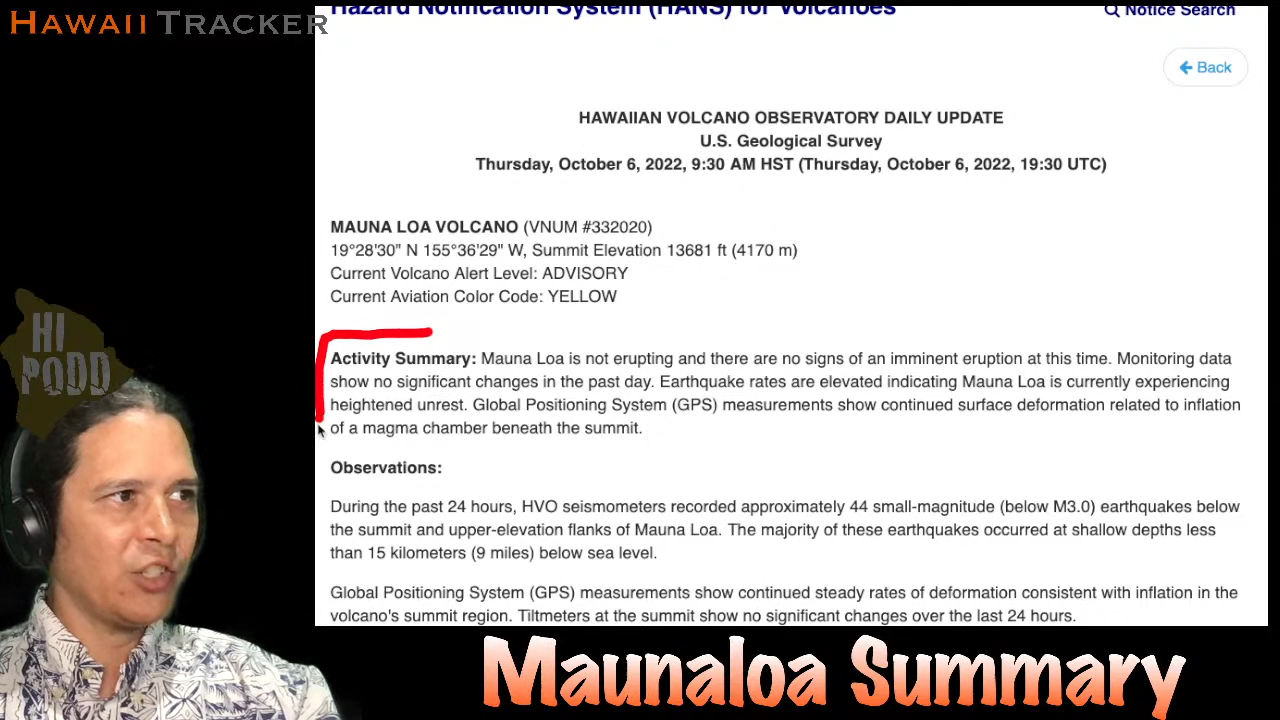 HAWAII TRACKER
Hazard Notification System (HANS) for Volcanoes
Notice Search
Back
HAWAIIAN VOLCANO OBSERVATORY DAILY UPDATE
U.S. Geological Survey
Thursday, October 6, 2022, 9:30 AM HST (Thursday, October 6, 2022, 19:30 UTC)
MAUNA LOA VOLCANO (VNUM #332020)
19°28'30" N 155°36'29" W, Summit Elevation 13681 ft (4170 m)
Current Volcano Alert Level: ADVISORY
Current Aviation Color Code: YELLOW
HI
PODD
Activity Summary: Mauna Loa is not erupting and there are no signs of an imminent eruption at this time. Monitoring data
show no significant changes in the past day. Earthquake rates are elevated indicating Mauna Loa is currently experiencing
heightened unrest. Global Positioning System (GPS) measurements show continued surface deformation related to inflation
of a magma chamber beneath the summit.
Observations:
During the past 24 hours, HVO seismometers recorded approximately 44 small-magnitude (below M3.0) earthquakes below
the summit and upper-elevation flanks of Mauna Loa. The majority of these earthquakes occurred at shallow depths less
than 15 kilometers (9 miles) below sea level.
Global Positioning System (GPS) measurements show continued steady rates of deformation consistent with inflation in the
volcano's summit region. Tiltmeters at the summit show no significant changes over the last 24 hours.
Maunaloa Summary